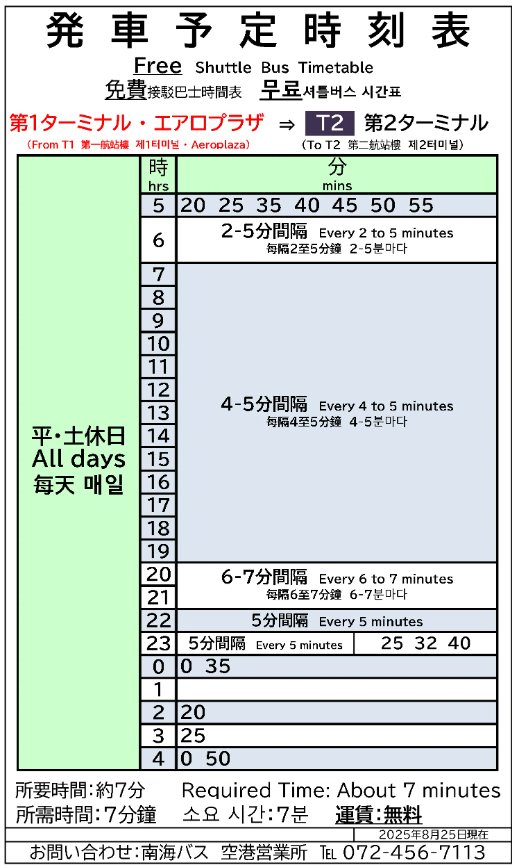 発車予定時刻表
Free Shuttle Bus Timetable
免費接駁巴士時間表 무료셔틀버스 시간표
第1ターミナル・エアロプラザ ⇒ T2 第2ターミナル
(From T1 第一航站樓 제1터미널・Aeroplaza) (To T2 第二航站樓 제2터미널)
時 分
hrs mins
5 20 25 35 40 45 50 55
6 2-5分間隔 Every 2 to 5 minutes
每隔2至5分鐘 2-5분마다
7
8
9
10
11
12
13 4-5分間隔 Every 4 to 5 minutes
每隔4至5分鐘 4-5분마다
平・土休日
All days
每天 매일
14
15
16
17
18
19
20 6-7分間隔 Every 6 to 7 minutes
21 每隔6至7分鐘 6-7분마다
22 5分間隔 Every 5 minutes
23 5分間隔 Every 5 minutes 25 32 40
0 0 35
1
2 20
3 25
4 0 50
所要時間:約7分 Required Time: About 7 minutes
所需時間:7分鐘 소요 시간:7분 運賃:無料
2025年8月25日現在
お問い合わせ:南海バス 空港営業所 ℡ 072-456-7113